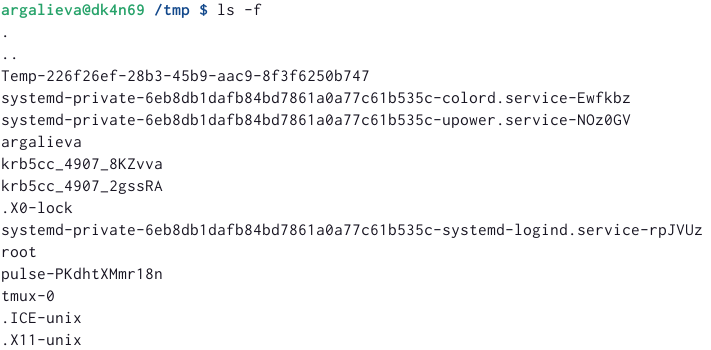 argalieva@dk4n69 /tmp $ ls -f
.
..
Temp-226f26ef-28b3-45b9-aac9-8f3f6250b747
systemd-private-6eb8db1dafb84bd7861a0a77c61b535c-colord.service-Ewfkbz
systemd-private-6eb8db1dafb84bd7861a0a77c61b535c-upower.service-NOz0GV
argalieva
krb5cc_4907_8KZvva
krb5cc_4907_2gssRA
.X0-lock
systemd-private-6eb8db1dafb84bd7861a0a77c61b535c-systemd-logind.service-rpJVUz
root
pulse-PKdhtXMmr18n
tmux-0
.ICE-unix
.X11-unix